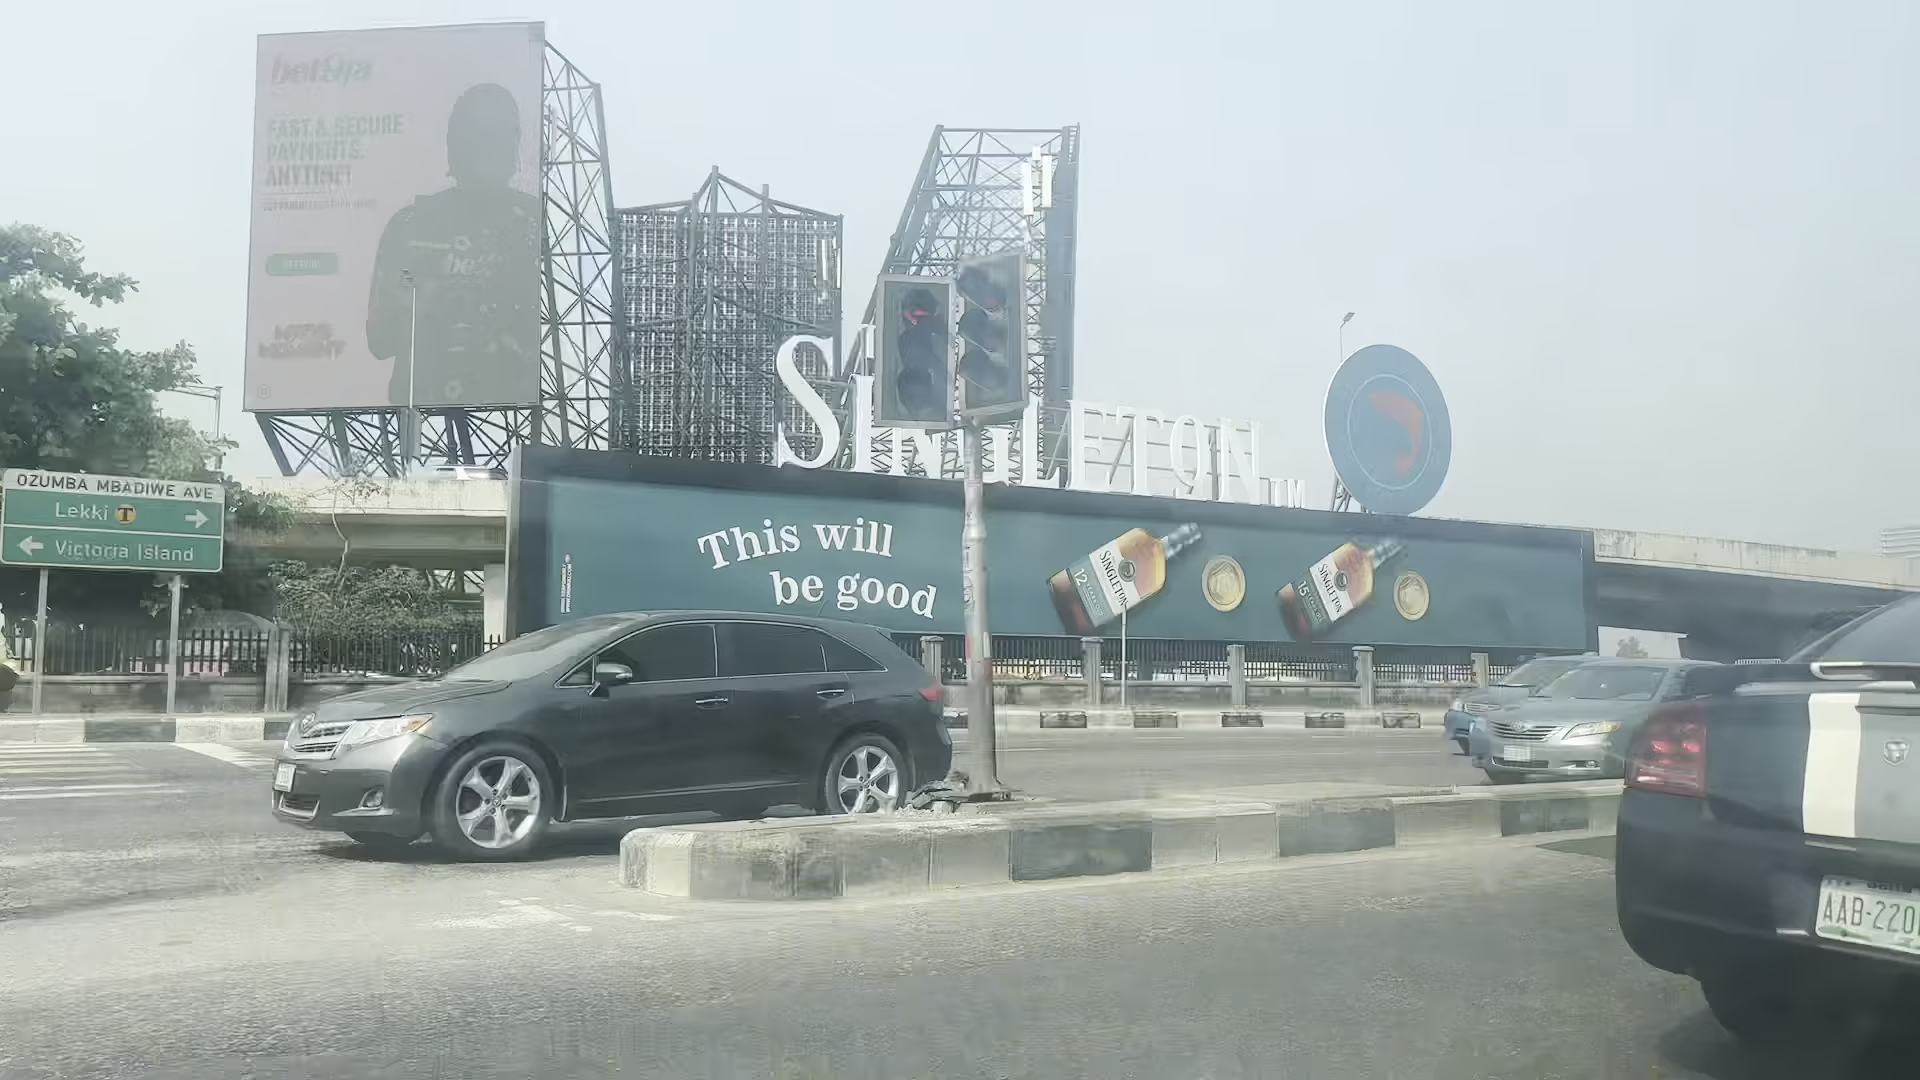 bet9ja
FAST & SECURE
PAYMENTS.
ANYTIME!
OZUMBA MBADIWE AVE
Lekki T
Victoria Island
SINGLETON TM
This will
be good
12
SINGLETON
15
SINGLETON
AAB-220